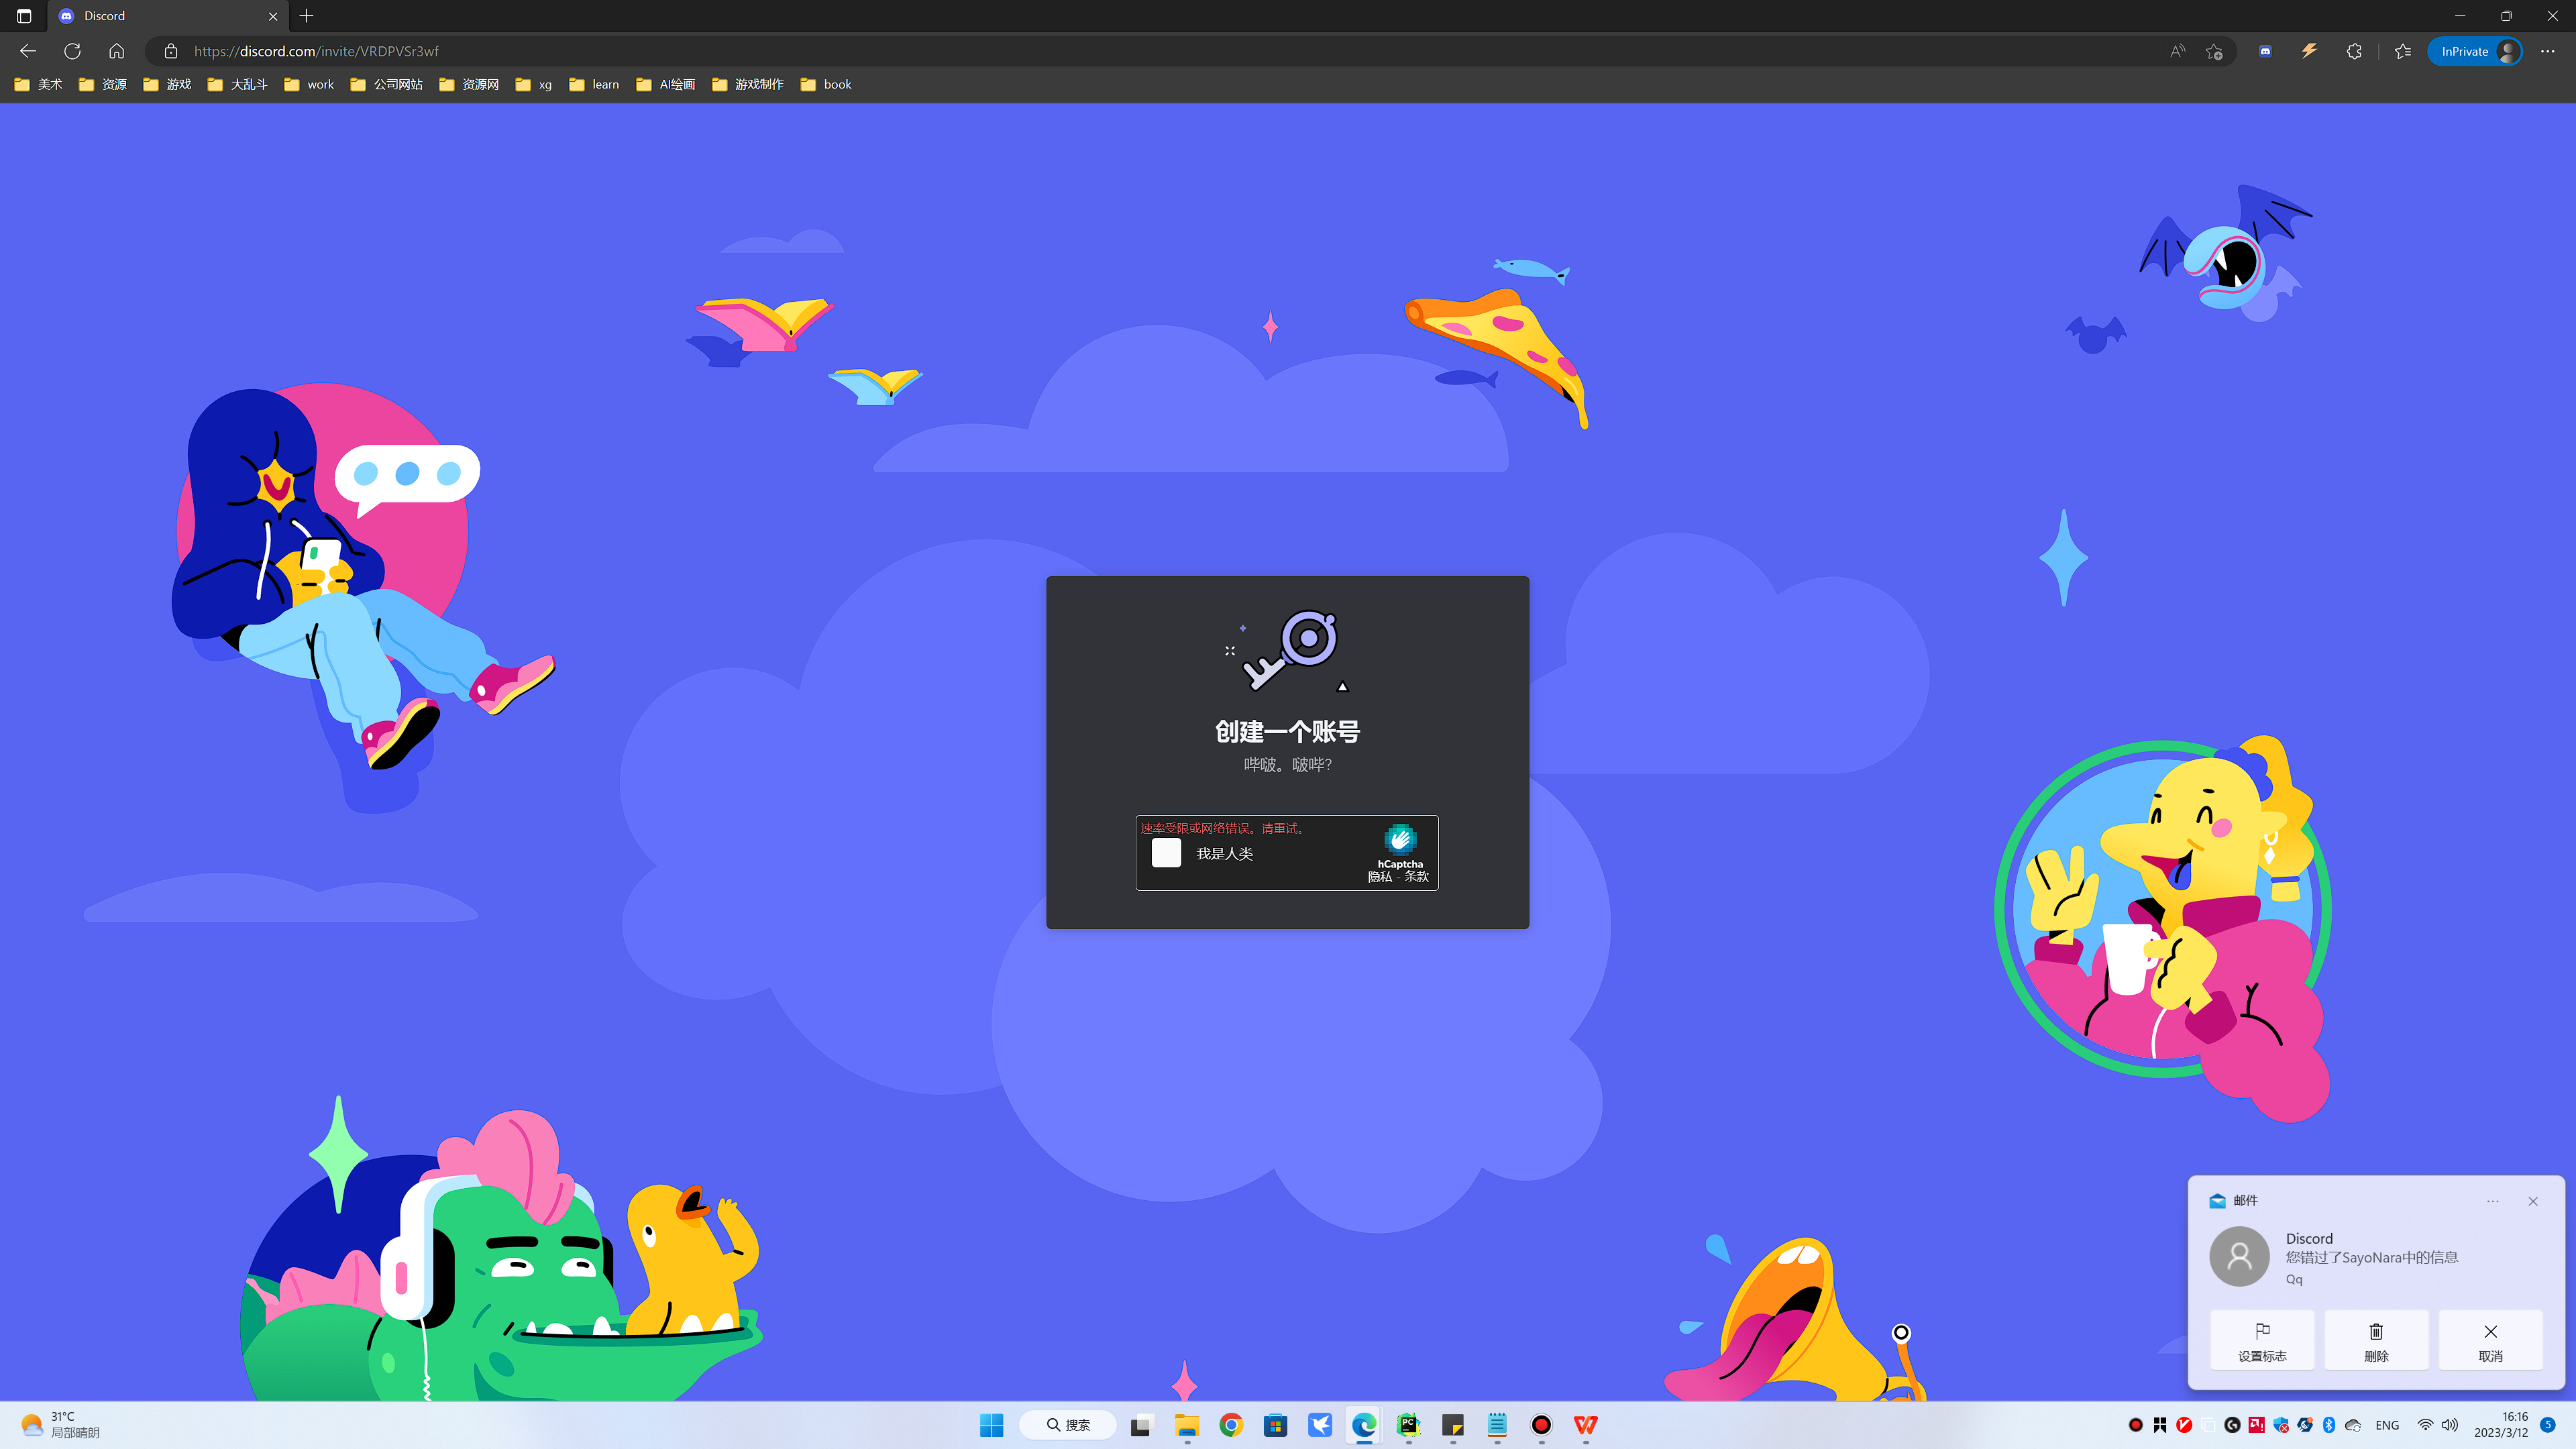 Discord
https://discord.com/invite/VRDPVSr3wf
InPrivate
美术 资源 游戏 大乱斗 work 公司网站 资源网 xg learn AI绘画 游戏制作 book
创建一个账号
哔啵。啵哔？
速率受限或网络错误。请重试。
我是人类
hCaptcha
隐私 - 条款
邮件
Discord
您错过了SayoNara中的信息
Qq
设置标志 删除 取消
31°C
局部晴朗
搜索
PC
ENG
16:16
2023/3/12
5